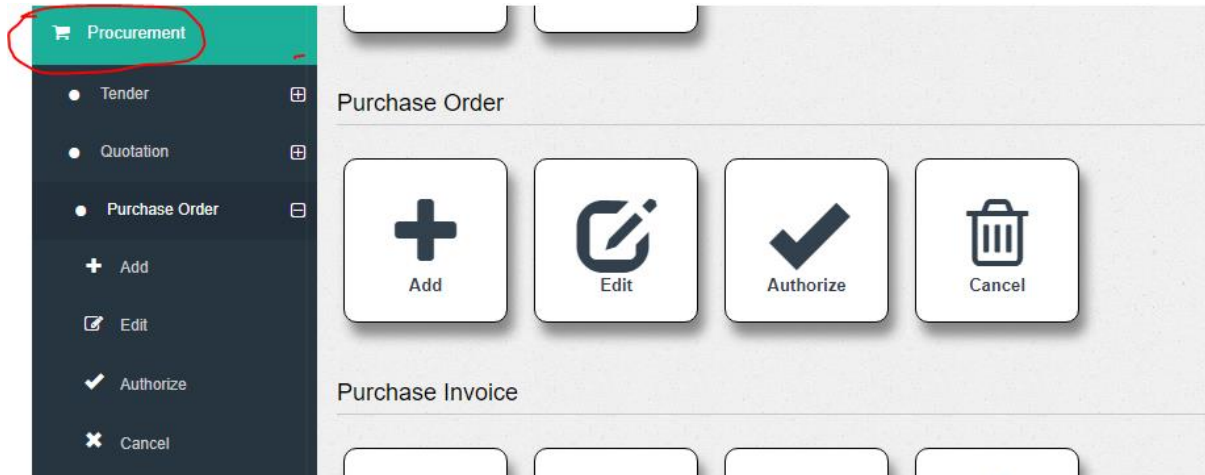 Procurement
Tender
Quotation
Purchase Order
Add
Edit
Authorize
Cancel
Purchase Order
Add
Edit
Authorize
Cancel
Purchase Invoice